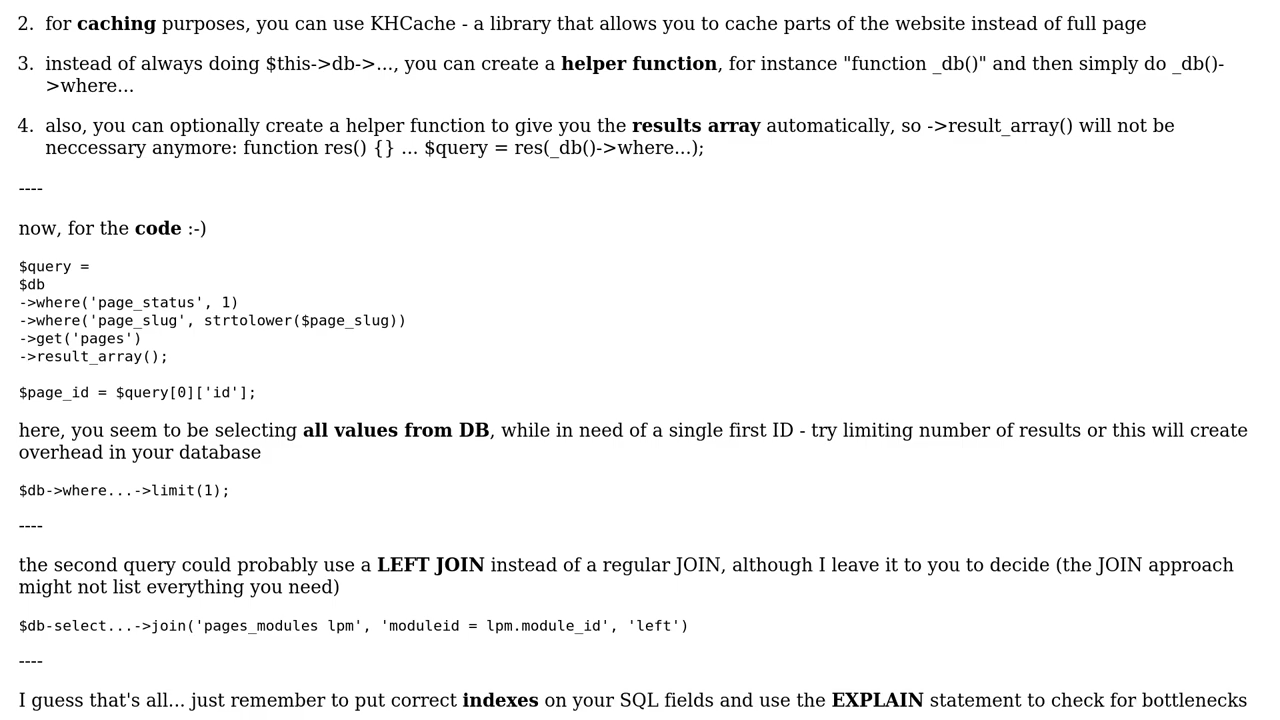 2. for caching purposes, you can use KHCache - a library that allows you to cache parts of the website instead of full page
3. instead of always doing $this->db->..., you can create a helper function, for instance "function _db()" and then simply do _db()-
>where...
4. also, you can optionally create a helper function to give you the results array automatically, so ->result_array() will not be
neccessary anymore: function res() {} ... $query = res(_db()->where...);
----
now, for the code :-)
$query =
$db
->where('page_status', 1)
->where('page_slug', strtolower($page_slug))
->get('pages')
->result_array();
$page_id = $query[0]['id'];
here, you seem to be selecting all values from DB, while in need of a single first ID - try limiting number of results or this will create
overhead in your database
$db->where...->limit(1);
----
the second query could probably use a LEFT JOIN instead of a regular JOIN, although I leave it to you to decide (the JOIN approach
might not list everything you need)
$db-select...->join('pages_modules lpm', 'moduleid = lpm.module_id', 'left')
----
I guess that's all... just remember to put correct indexes on your SQL fields and use the EXPLAIN statement to check for bottlenecks